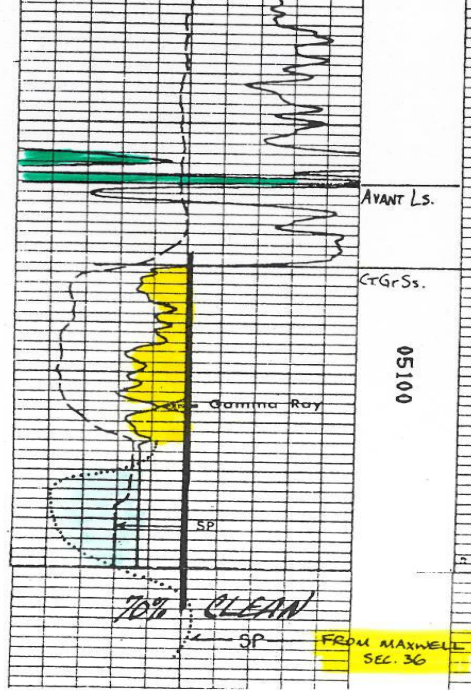 AVANT LS.
CTGrSs.
05100
Gamma Ray
SP
70% CLEAN
SP
FROM MAXWELL
SEC. 36